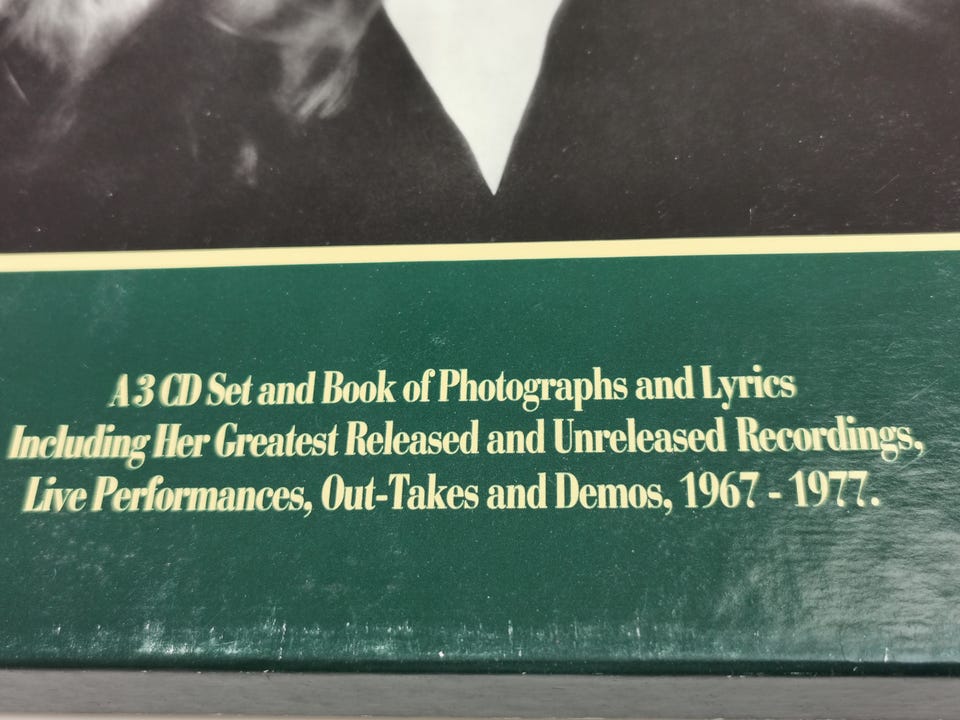 A 3 CD Set and Book of Photographs and Lyrics
Including Her Greatest Released and Unreleased Recordings,
Live Performances, Out-Takes and Demos, 1967 - 1977.